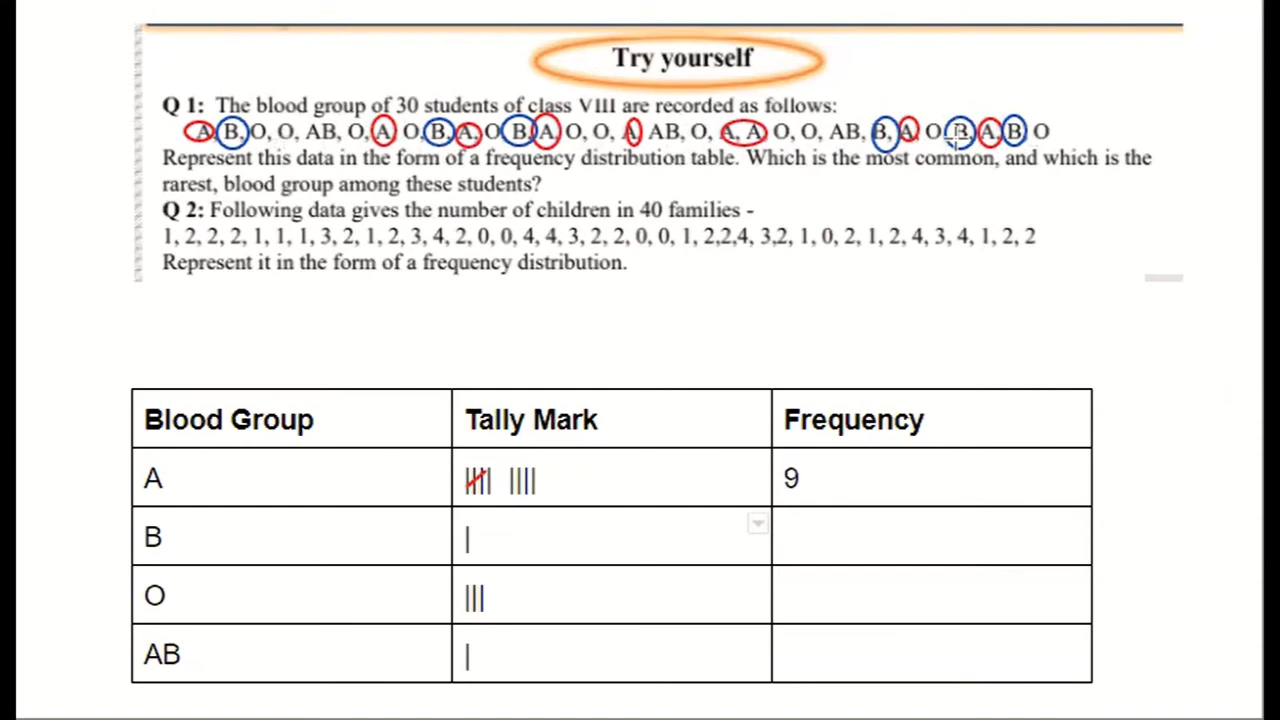 Try yourself
Q 1: The blood group of 30 students of class VIII are recorded as follows:
A, B, O, O, AB, O, A, O, B, A, O, B, A, O, O, A, AB, O, A, A, O, O, AB, B, A, O, B, A, B, O
Represent this data in the form of a frequency distribution table. Which is the most common, and which is the
rarest, blood group among these students?
Q 2: Following data gives the number of children in 40 families -
1, 2, 2, 2, 1, 1, 1, 3, 2, 1, 2, 3, 4, 2, 0, 0, 4, 4, 3, 2, 2, 0, 0, 1, 2,2,4, 3,2, 1, 0, 2, 1, 2, 4, 3, 4, 1, 2, 2
Represent it in the form of a frequency distribution.
Blood Group Tally Mark Frequency
A |||| |||| 9
B |
O |||
AB |